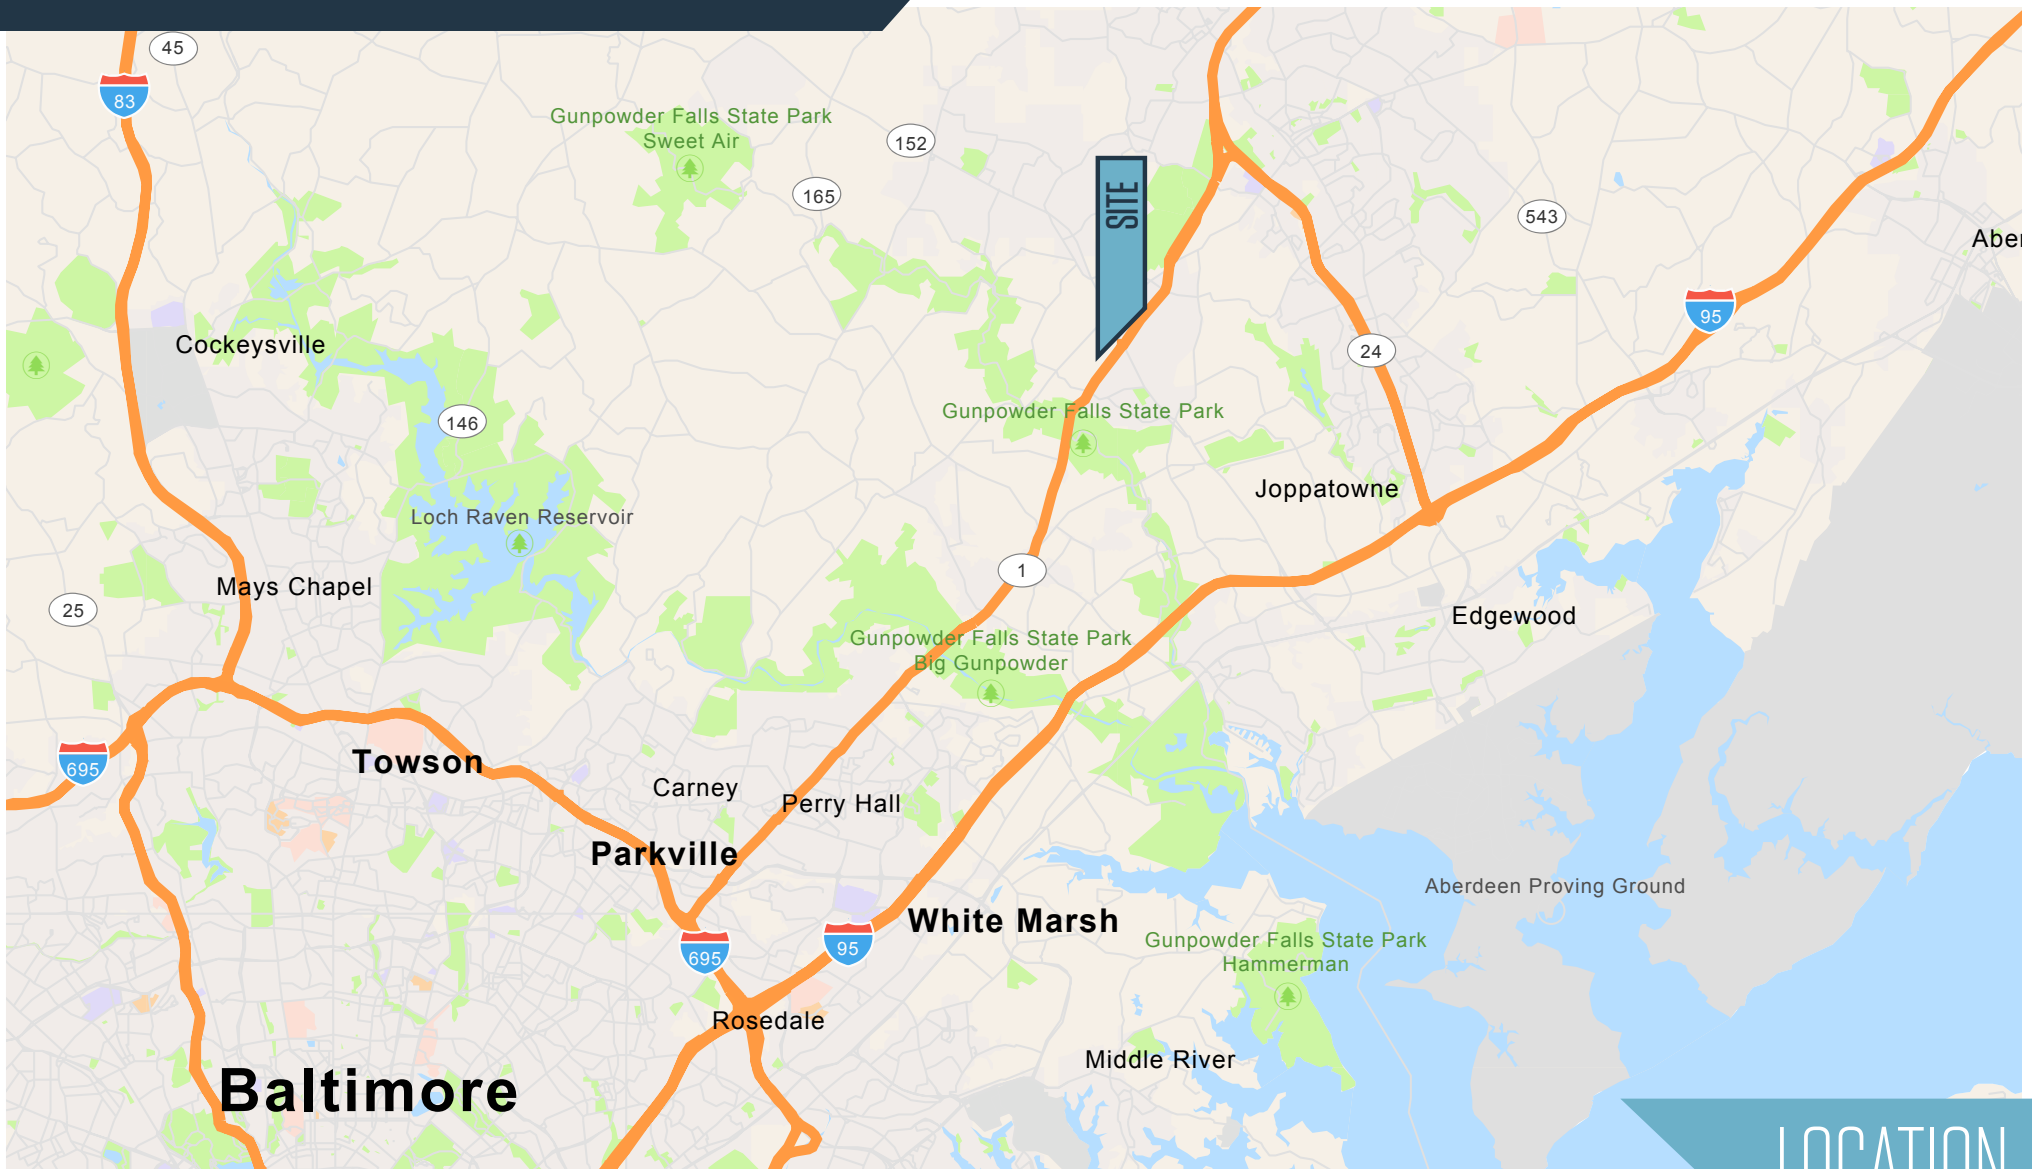 45
83
Gunpowder Falls State Park
Sweet Air
152
165
SITE
543
Aber
95
Cockeysville
24
146
Gunpowder Falls State Park
Joppatowne
Loch Raven Reservoir
1
Mays Chapel
25
Edgewood
Gunpowder Falls State Park
Big Gunpowder
695
Towson
Carney
Perry Hall
Parkville
Aberdeen Proving Ground
White Marsh
695
95
Gunpowder Falls State Park
Hammerman
Rosedale
Middle River
Baltimore
LOCATION